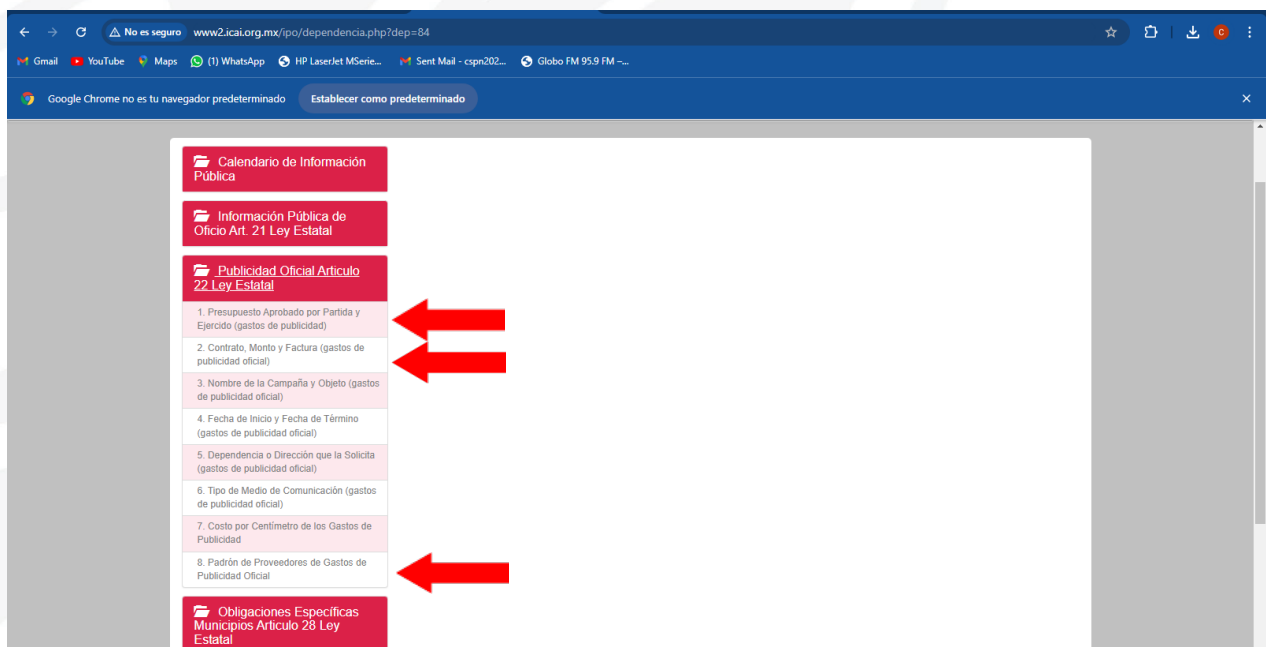 No es seguro www2.icai.org.mx/ipo/dependencia.php?dep=84
Gmail YouTube Maps (1) WhatsApp HP LaserJet MSerie... Sent Mail - cspn202... Globo FM 95.9 FM –...
Google Chrome no es tu navegador predeterminado Establecer como predeterminado
Calendario de Información
Pública
Información Pública de
Oficio Art. 21 Ley Estatal
Publicidad Oficial Articulo
22 Ley Estatal
1. Presupuesto Aprobado por Partida y
Ejercido (gastos de publicidad)
2. Contrato, Monto y Factura (gastos de
publicidad oficial)
3. Nombre de la Campaña y Objeto (gastos
de publicidad oficial)
4. Fecha de Inicio y Fecha de Término
(gastos de publicidad oficial)
5. Dependencia o Dirección que la Solicita
(gastos de publicidad oficial)
6. Tipo de Medio de Comunicación (gastos
de publicidad oficial)
7. Costo por Centímetro de los Gastos de
Publicidad
8. Padrón de Proveedores de Gastos de
Publicidad Oficial
Obligaciones Específicas
Municipios Articulo 28 Ley
Estatal